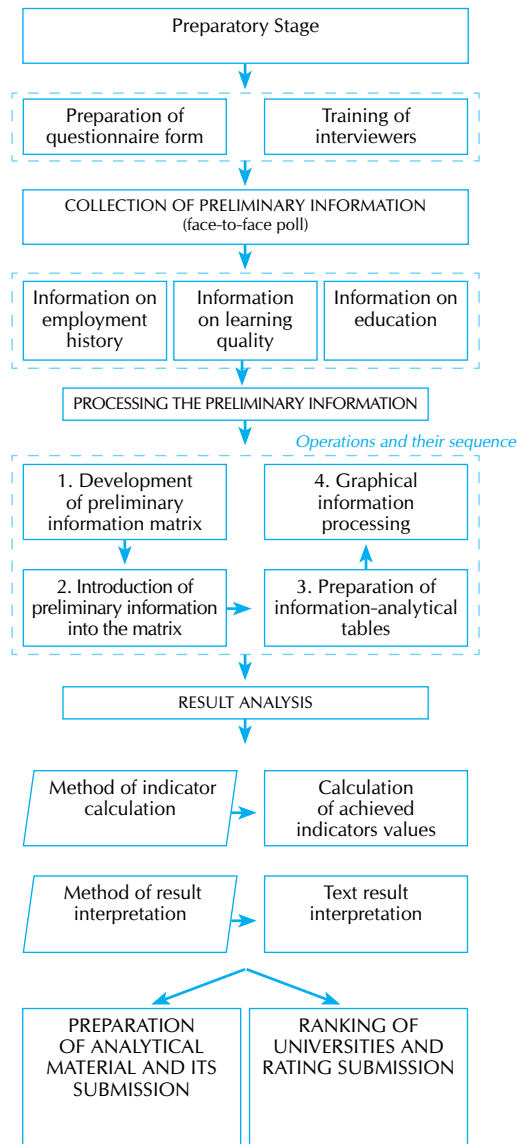 Preparatory Stage
Preparation of
questionnaire form
Training of
interviewers
COLLECTION OF PRELIMINARY INFORMATION
(face-to-face poll)
Information on
employment
history
Information
on learning
quality
Information on
education
PROCESSING THE PRELIMINARY INFORMATION
Operations and their sequence
1. Development
of preliminary
information matrix
2. Introduction of
preliminary information
into the matrix
3. Preparation of
information-analytical
tables
4. Graphical
information
processing
RESULT ANALYSIS
Method of indicator
calculation
Calculation
of achieved
indicators values
Method of result
interpretation
Text result
interpretation
PREPARATION
OF ANALYTICAL
MATERIAL AND ITS
SUBMISSION
RANKING OF
UNIVERSITIES AND
RATING SUBMISSION